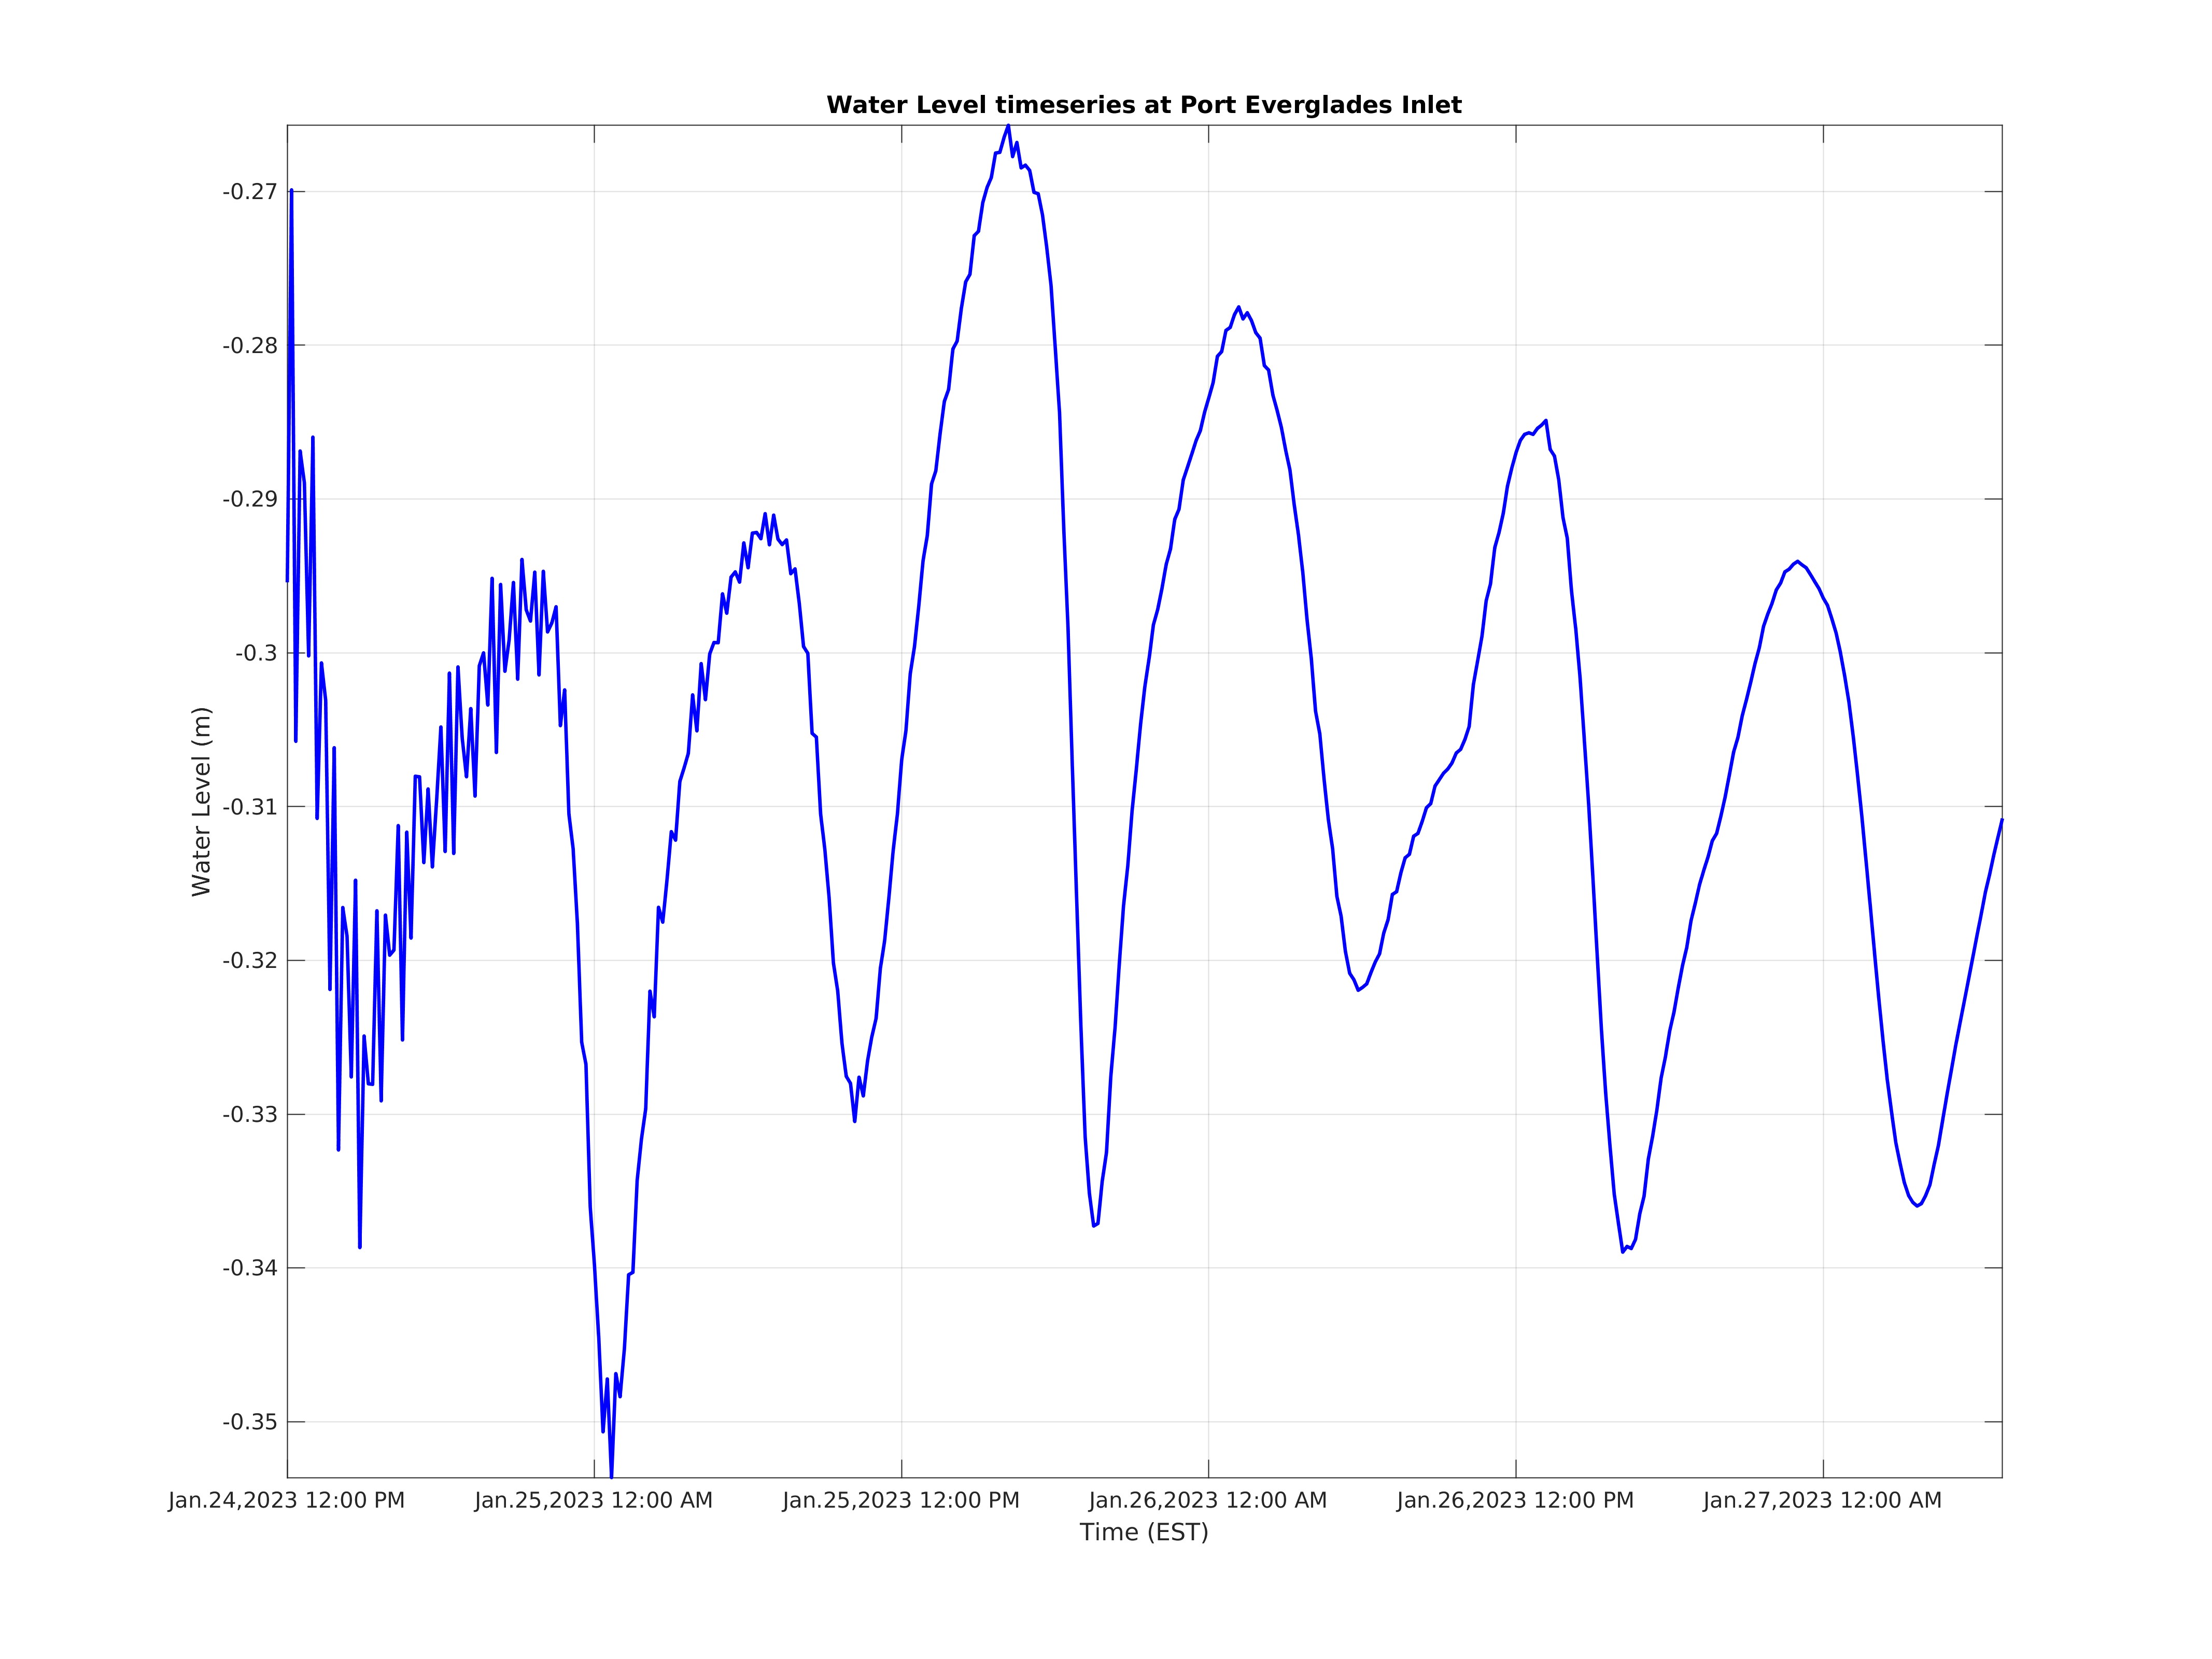 Water Level timeseries at Port Everglades Inlet
-0.27
-0.28
-0.29
-0.3
-0.31
-0.32
-0.33
-0.34
-0.35
Water Level (m)
Jan.24,2023 12:00 PM
Jan.25,2023 12:00 AM
Jan.25,2023 12:00 PM
Jan.26,2023 12:00 AM
Jan.26,2023 12:00 PM
Jan.27,2023 12:00 AM
Time (EST)